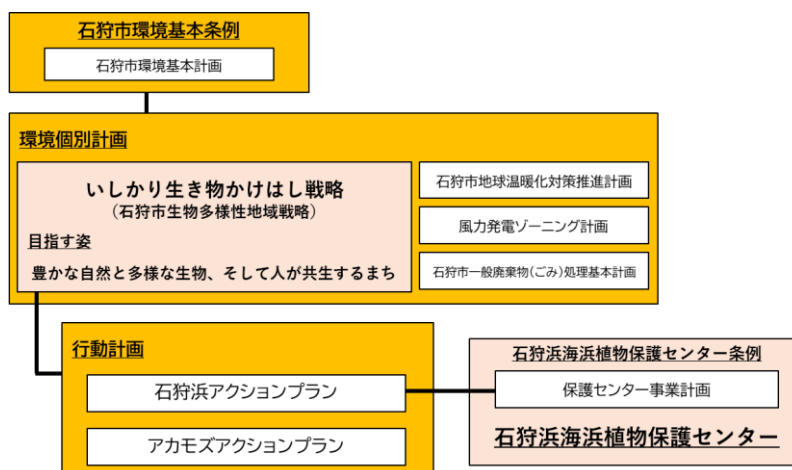 石狩市環境基本条例
石狩市環境基本計画
環境個別計画
いしかり生き物かけはし戦略
（石狩市生物多様性地域戦略）
目指す姿
豊かな自然と多様な生物、そして人が共生するまち
石狩市地球温暖化対策推進計画
風力発電ゾーニング計画
石狩市一般廃棄物(ごみ)処理基本計画
行動計画
石狩浜アクションプラン
アカモズアクションプラン
石狩浜海浜植物保護センター条例
保護センター事業計画
石狩浜海浜植物保護センター